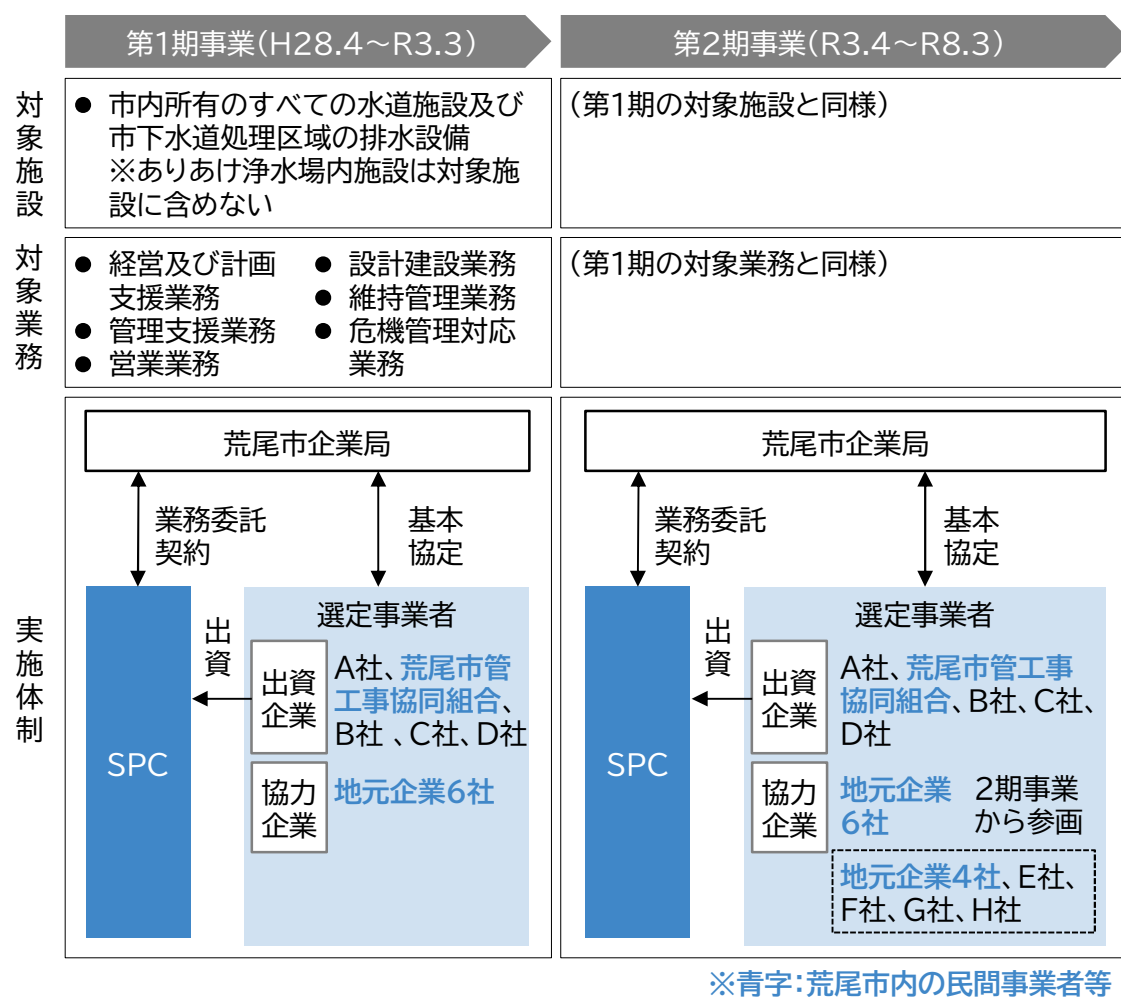 第1期事業(H28.4～R3.3)
第2期事業(R3.4～R8.3)
対象施設
● 市内所有のすべての水道施設及び
市下水道処理区域の排水設備
※ありあけ浄水場内施設は対象施
設に含めない
(第1期の対象施設と同様)
対象業務
● 経営及び計画
支援業務
● 管理支援業務
● 営業業務
● 設計建設業務
● 維持管理業務
● 危機管理対応
業務
(第1期の対象業務と同様)
実施体制
荒尾市企業局
業務委託
契約
基本
協定
SPC
出資
選定事業者
出資
企業
A社、荒尾市管
工事協同組合、
B社 、C社、D社
協力
企業
地元企業6社
荒尾市企業局
業務委託
契約
基本
協定
SPC
出資
選定事業者
出資
企業
A社、荒尾市管工事
協同組合、B社、C社、
D社
協力
企業
地元企業
6社
2期事業
から参画
地元企業4社、E社、
F社、G社、H社
※青字：荒尾市内の民間事業者等